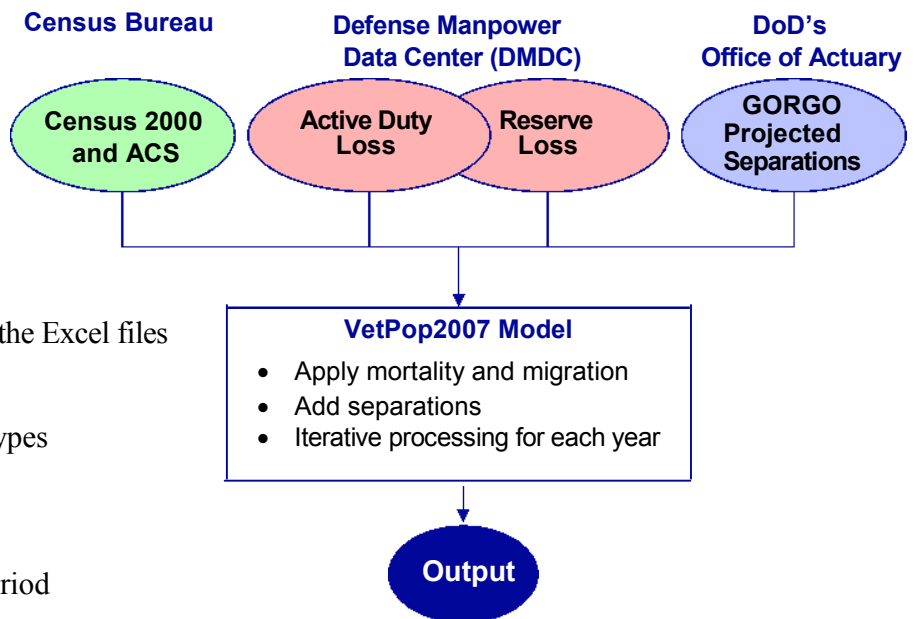 Census Bureau
Defense Manpower
Data Center (DMDC)
DoD's
Office of Actuary
Census 2000
and ACS
Active Duty
Loss
Reserve
Loss
GORGO
Projected
Separations
the Excel files
ypes
riod
VetPop2007 Model
• Apply mortality and migration
• Add separations
• Iterative processing for each year
Output